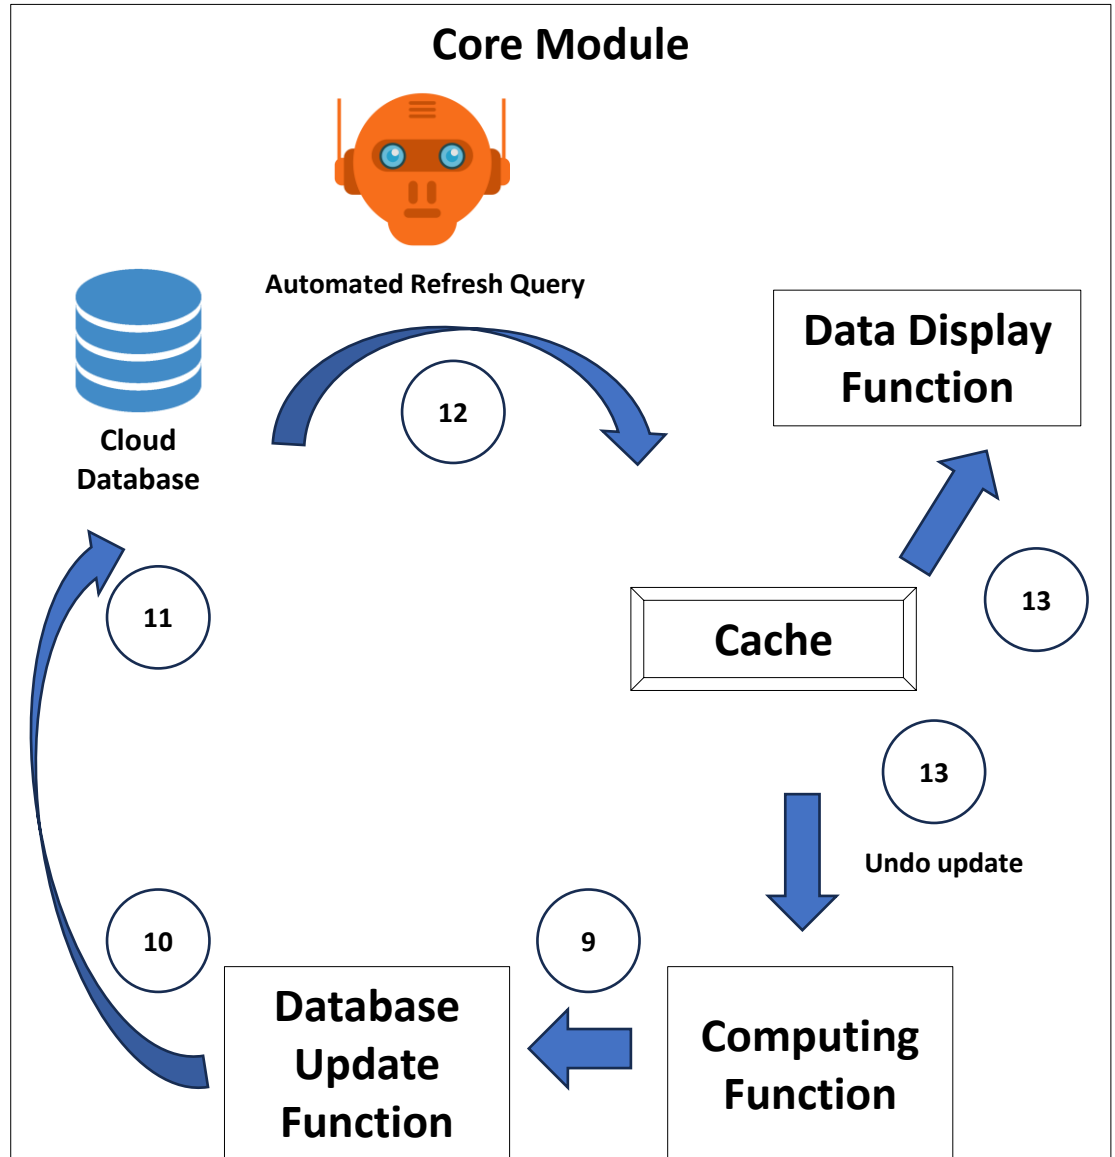 Core Module
Automated Refresh Query
Data Display
Function
12
Cloud
Database
11
13
Cache
13
Undo update
10
9
Database
Update
Function
Computing
Function